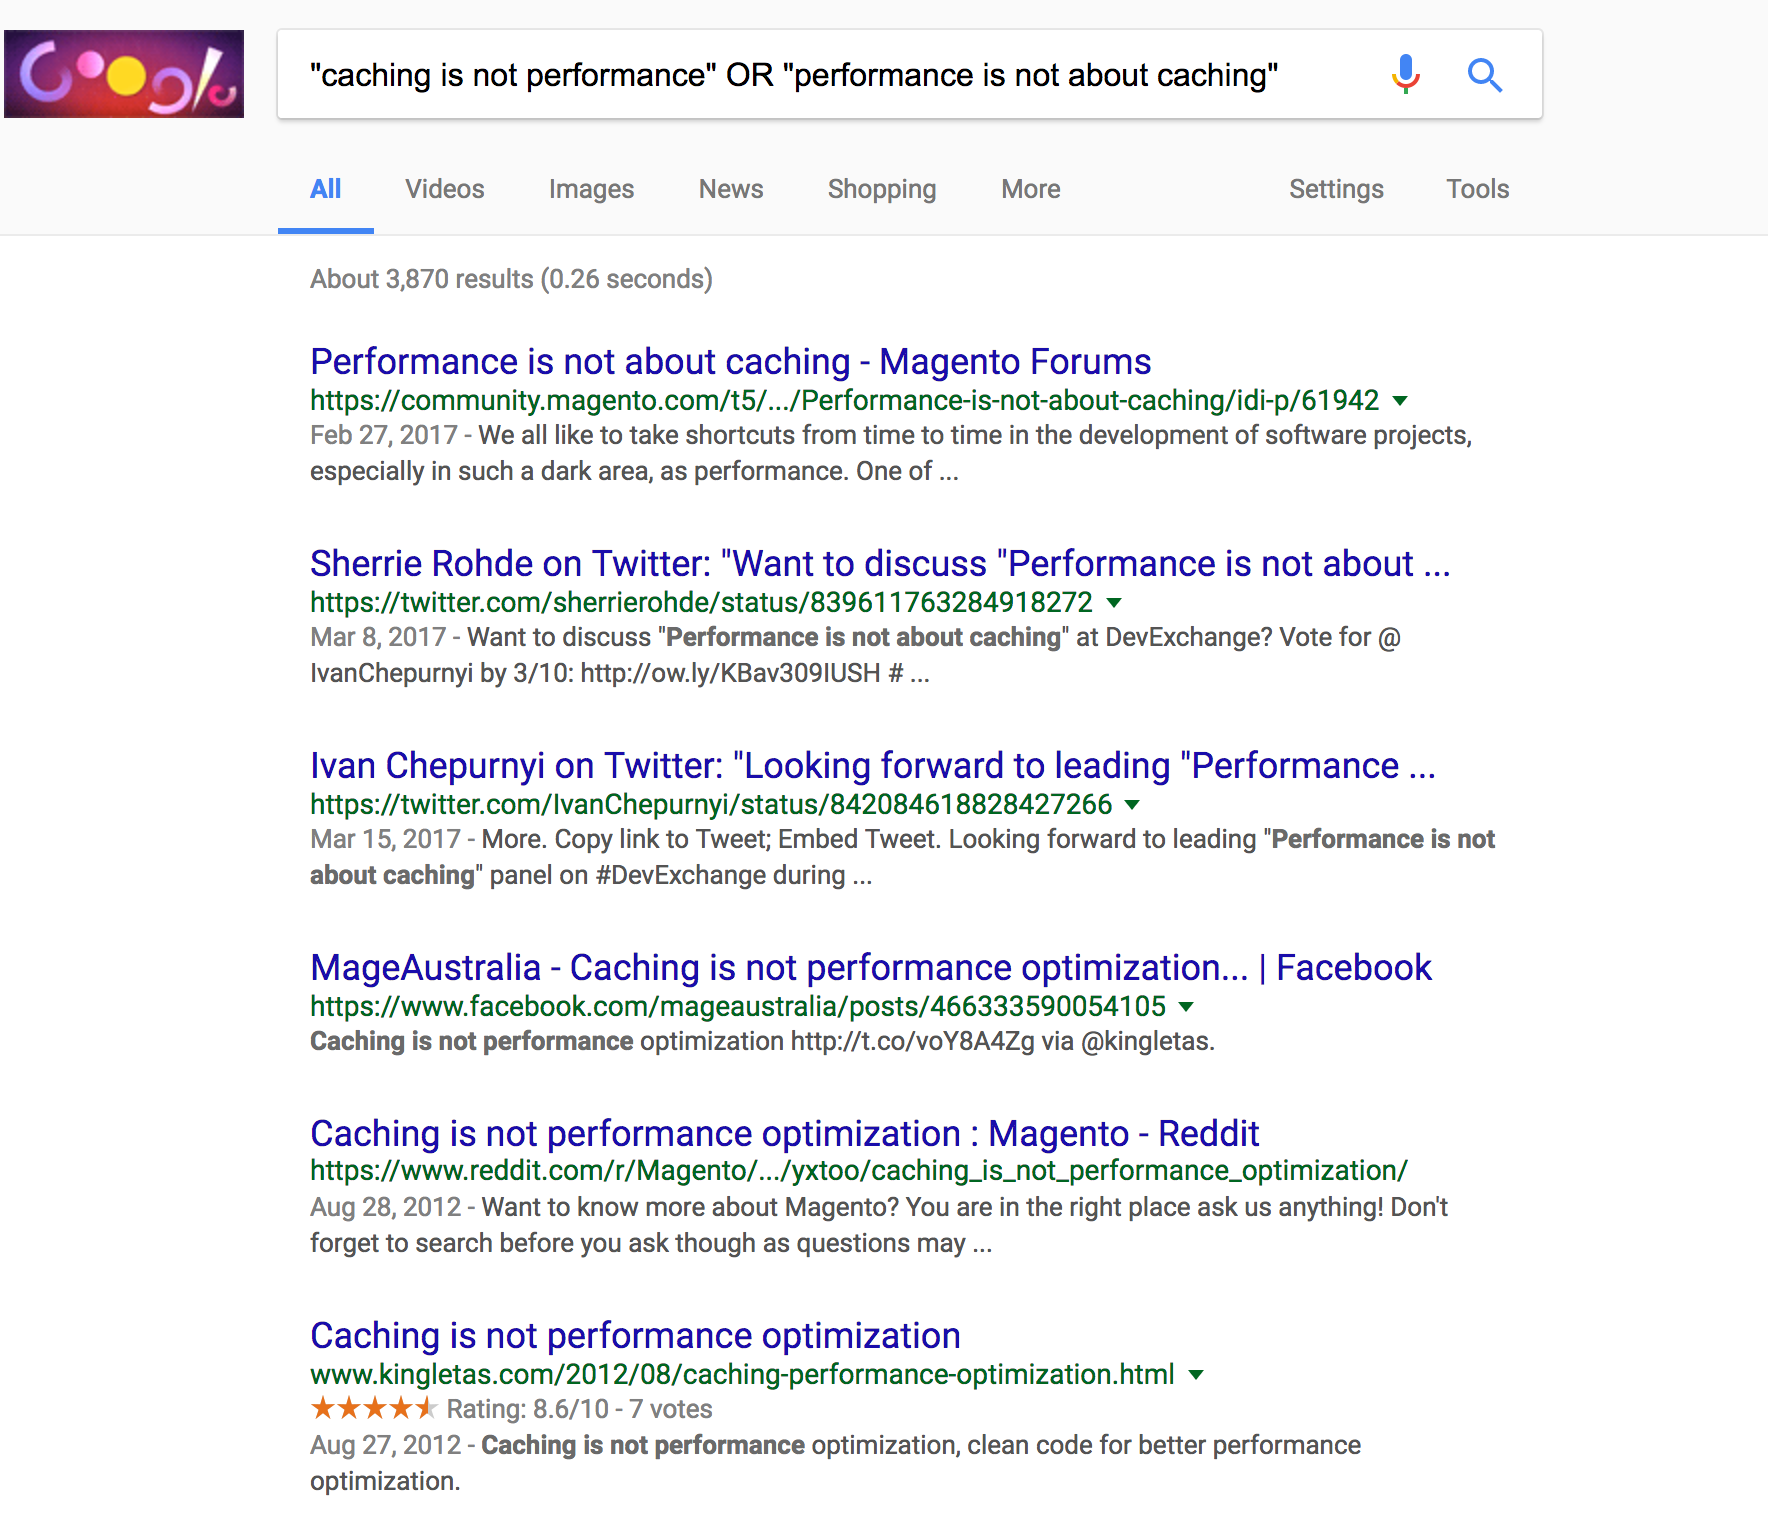 Google
"caching is not performance" OR "performance is not about caching"
All Videos Images News Shopping More Settings Tools
About 3,870 results (0.26 seconds)
Performance is not about caching - Magento Forums
https://community.magento.com/t5/.../Performance-is-not-about-caching/idi-p/61942
Feb 27, 2017 - We all like to take shortcuts from time to time in the development of software projects,
especially in such a dark area, as performance. One of ...
Sherrie Rohde on Twitter: "Want to discuss "Performance is not about ...
https://twitter.com/sherrierohde/status/839611763284918272
Mar 8, 2017 - Want to discuss "Performance is not about caching" at DevExchange? Vote for @
IvanChepurnyi by 3/10: http://ow.ly/KBav309IUSH # ...
Ivan Chepurnyi on Twitter: "Looking forward to leading "Performance ...
https://twitter.com/IvanChepurnyi/status/842084618828427266
Mar 15, 2017 - More. Copy link to Tweet; Embed Tweet. Looking forward to leading "Performance is not
about caching" panel on #DevExchange during ...
MageAustralia - Caching is not performance optimization... | Facebook
https://www.facebook.com/mageaustralia/posts/466333590054105
Caching is not performance optimization http://t.co/voY8A4Zg via @kingletas.
Caching is not performance optimization : Magento - Reddit
https://www.reddit.com/r/Magento/.../yxtoo/caching_is_not_performance_optimization/
Aug 28, 2012 - Want to know more about Magento? You are in the right place ask us anything! Don't
forget to search before you ask though as questions may ...
Caching is not performance optimization
www.kingletas.com/2012/08/caching-performance-optimization.html
Rating: 8.6/10 - 7 votes
Aug 27, 2012 - Caching is not performance optimization, clean code for better performance
optimization.